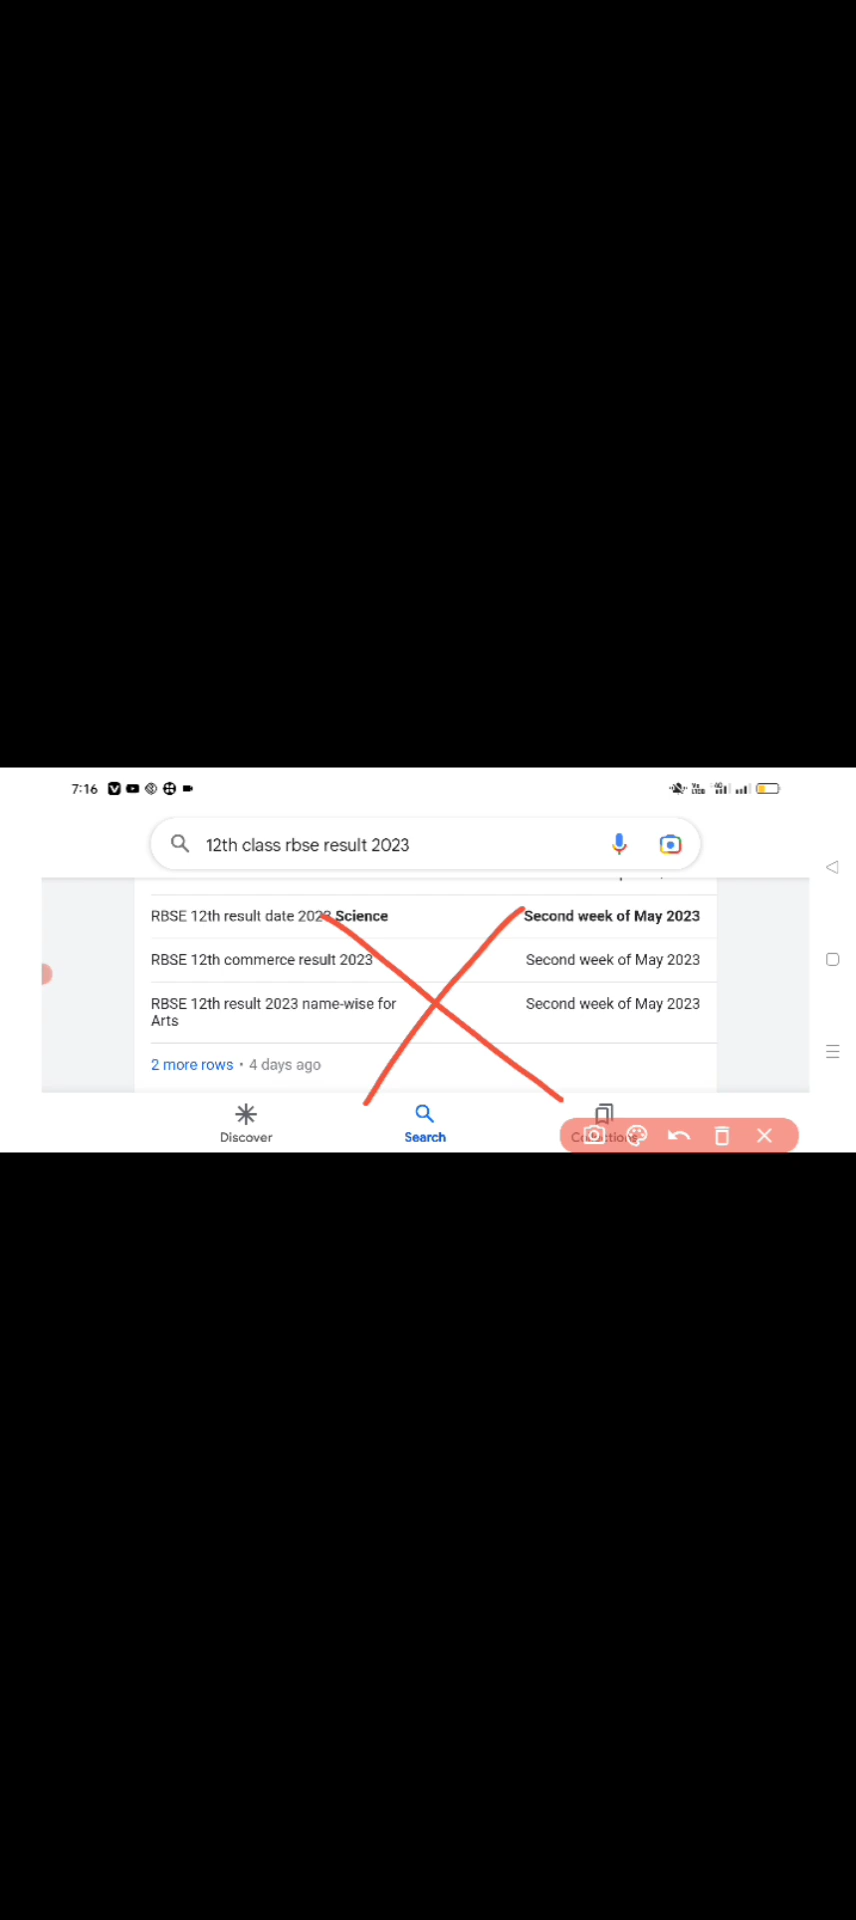 7:16
12th class rbse result 2023
RBSE 12th result date 2023 Science
Second week of May 2023
RBSE 12th commerce result 2023
Second week of May 2023
RBSE 12th result 2023 name-wise for
Arts
Second week of May 2023
2 more rows · 4 days ago
Discover
Search
Collections